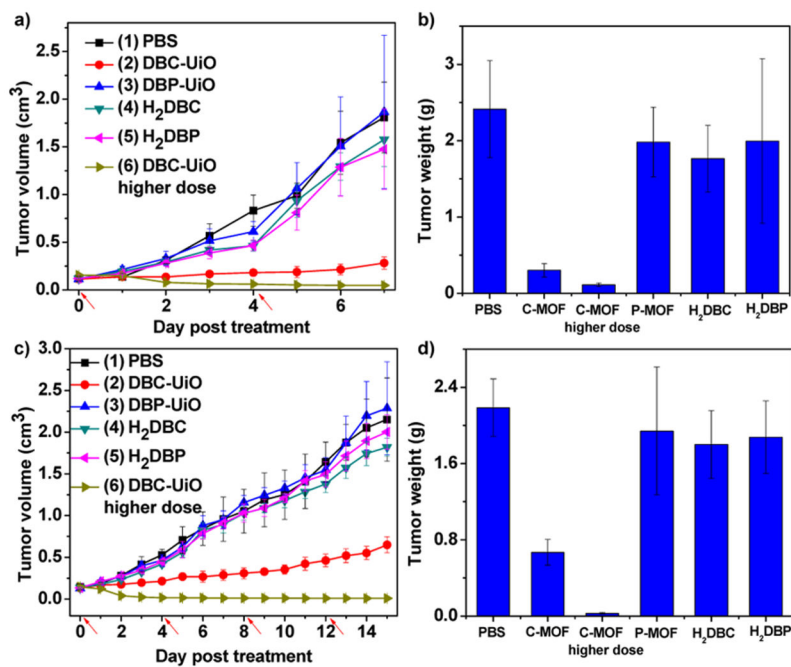 a)
2.5
2.0
1.5
1.0
0.5
0.0
Tumor volume (cm³)
(1) PBS
(2) DBC-UiO
(3) DBP-UiO
(4) H₂DBC
(5) H₂DBP
(6) DBC-UiO
higher dose
0 2 4 6
Day post treatment
b)
3
2
1
0
Tumor weight (g)
PBS C-MOF C-MOF P-MOF H₂DBC H₂DBP
higher dose
c)
3.0
2.5
2.0
1.5
1.0
0.5
0.0
Tumor volume (cm³)
(1) PBS
(2) DBC-UiO
(3) DBP-UiO
(4) H₂DBC
(5) H₂DBP
(6) DBC-UiO
higher dose
0 2 4 6 8 10 12 14
Day post treatment
d)
2.4
1.6
0.8
0.0
Tumor weight (g)
PBS C-MOF C-MOF P-MOF H₂DBC H₂DBP
higher dose